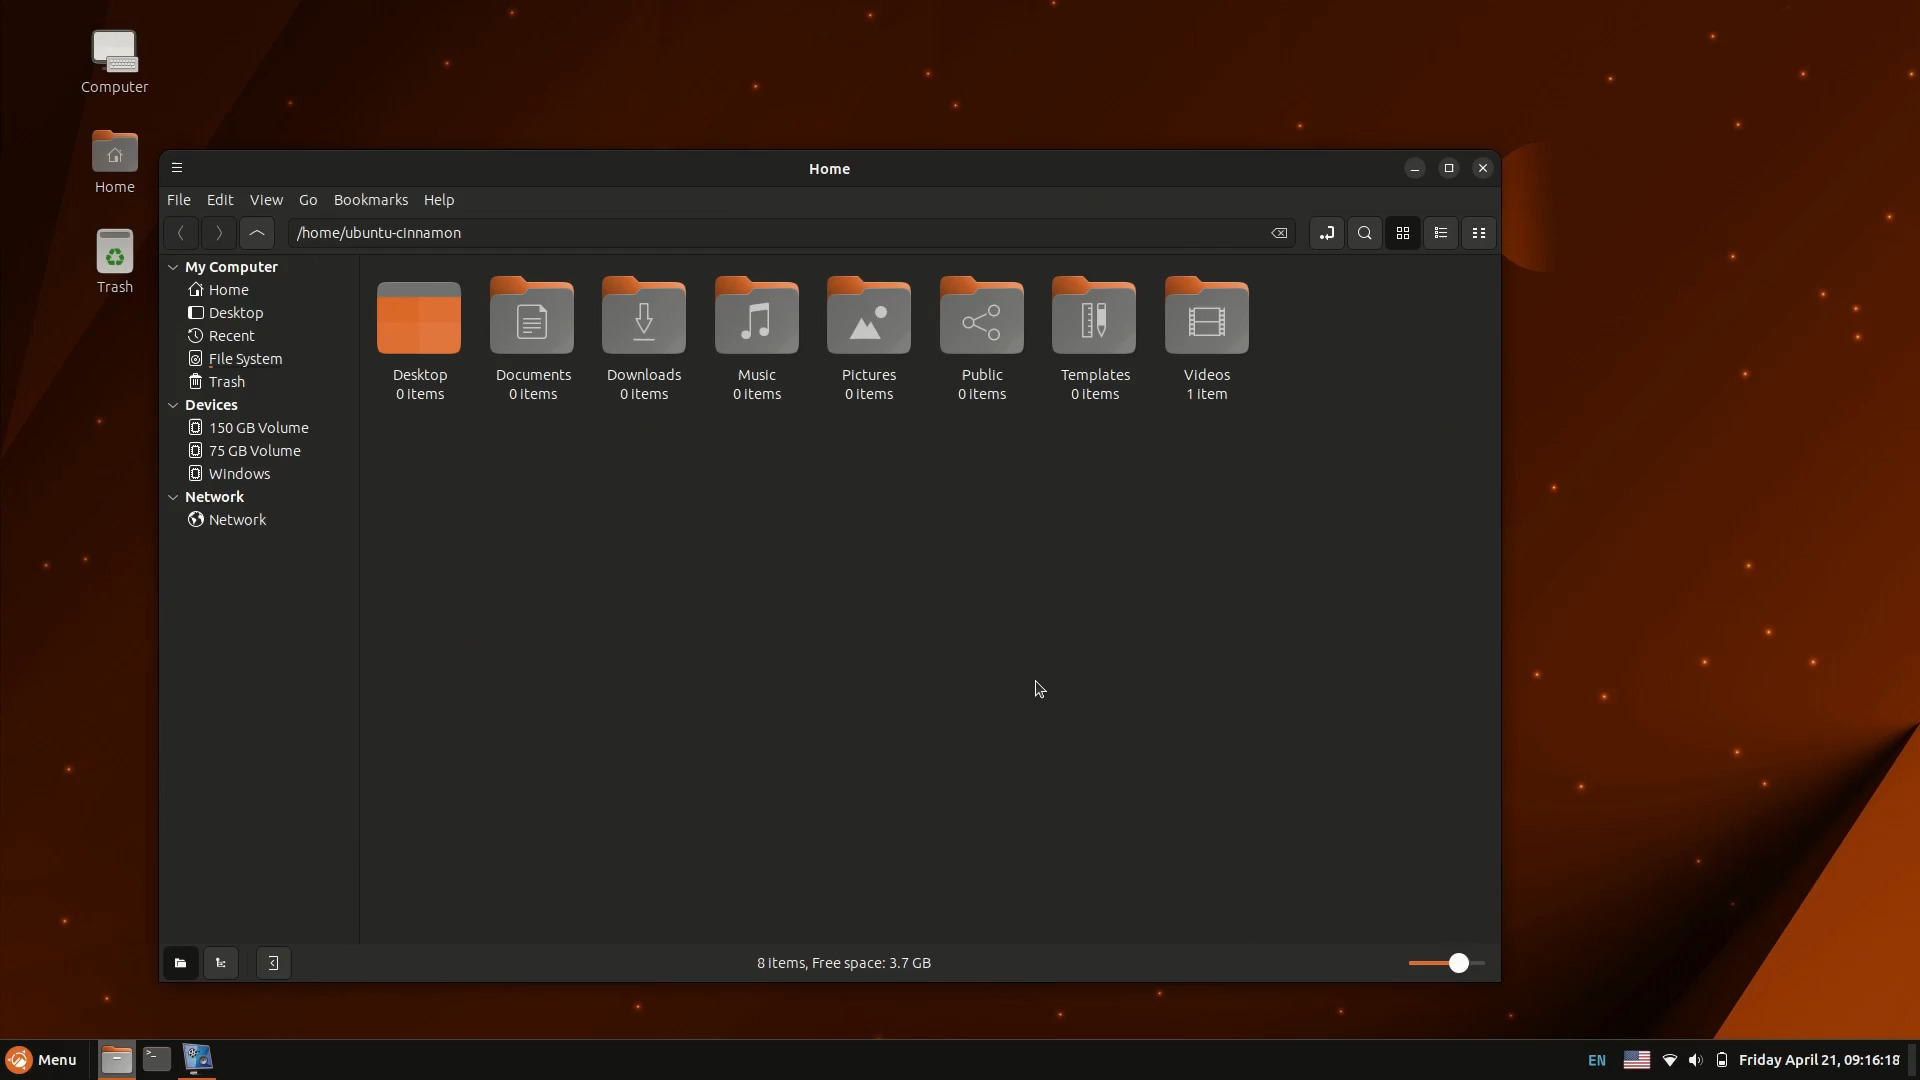 Computer
Home
Trash
Home
File Edit View Go Bookmarks Help
/home/ubuntu-cinnamon
My Computer
Home
Desktop
Recent
File System
Trash
Devices
150 GB Volume
75 GB Volume
Windows
Network
Network
Desktop Documents Downloads Music Pictures Public Templates Videos
0 items 0 items 0 items 0 items 0 items 0 items 0 items 1 item
8 items, Free space: 3.7 GB
Menu
EN
Friday April 21, 09:16:18